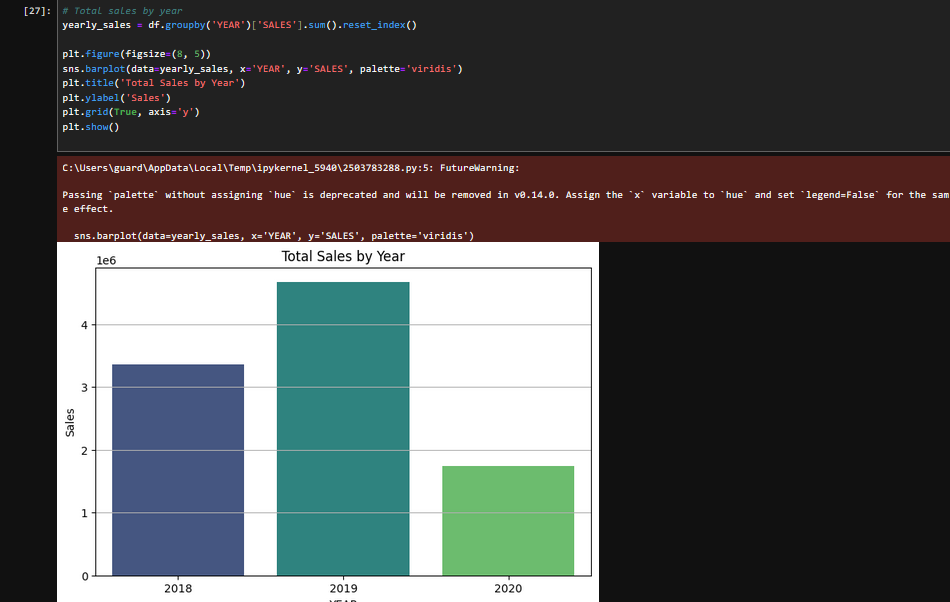 [27]:
# Total sales by year
yearly_sales = df.groupby('YEAR')['SALES'].sum().reset_index()
plt.figure(figsize=(8, 5))
sns.barplot(data=yearly_sales, x='YEAR', y='SALES', palette='viridis')
plt.title('Total Sales by Year')
plt.ylabel('Sales')
plt.grid(True, axis='y')
plt.show()
C:\Users\guard\AppData\Local\Temp\ipykernel_5940\2503783288.py:5: FutureWarning:
Passing `palette` without assigning `hue` is deprecated and will be removed in v0.14.0. Assign the `x` variable to `hue` and set `legend=False` for the sam
e effect.
sns.barplot(data=yearly_sales, x='YEAR', y='SALES', palette='viridis')
Total Sales by Year
1e6
4
3
2
1
0
Sales
2018 2019 2020
YEAR